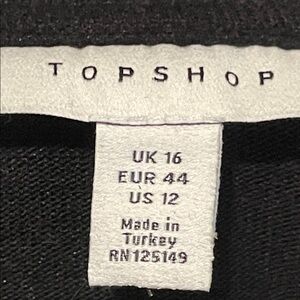 TOPSHOP
UK 16
EUR 44
US 12
Made in
Turkey
RN125149